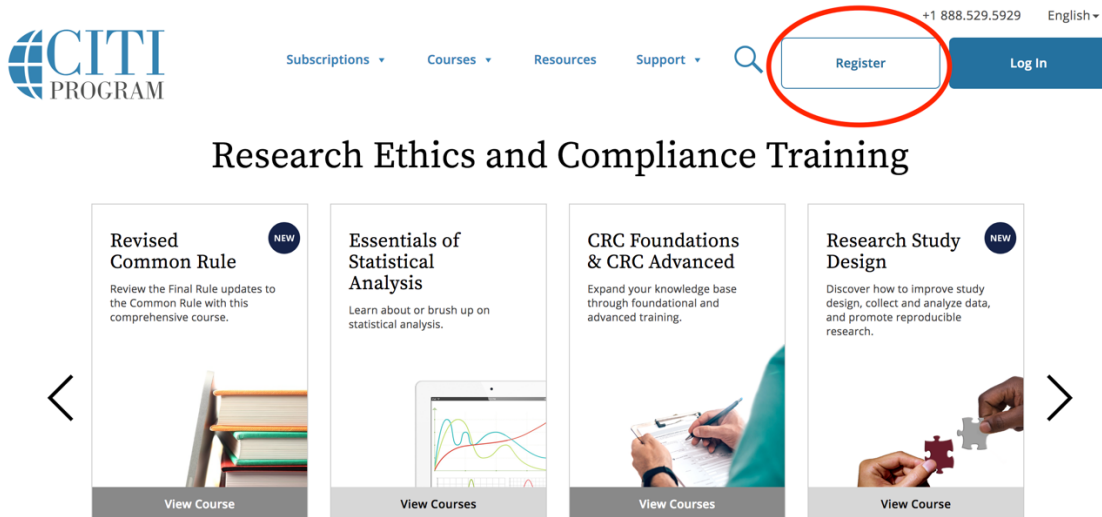 +1 888.529.5929 English
CITI
PROGRAM
Subscriptions Courses Resources Support Register Log In
Research Ethics and Compliance Training
Revised
Common Rule
NEW
Review the Final Rule updates to
the Common Rule with this
comprehensive course.
View Course
Essentials of
Statistical
Analysis
Learn about or brush up on
statistical analysis.
View Courses
CRC Foundations
& CRC Advanced
Expand your knowledge base
through foundational and
advanced training.
View Courses
Research Study
Design
NEW
Discover how to improve study
design, collect and analyze data,
and promote reproducible
research.
View Course